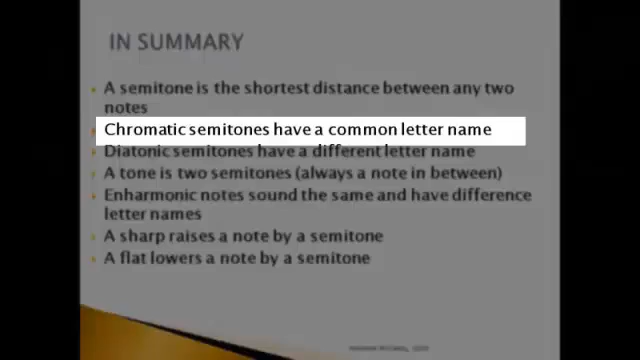 IN SUMMARY
A semitone is the shortest distance between any two
notes
Chromatic semitones have a common letter name
Diatonic semitones have a different letter name
A tone is two semitones (always a note in between)
Enharmonic notes sound the same and have difference
letter names
A sharp raises a note by a semitone
A flat lowers a note by a semitone